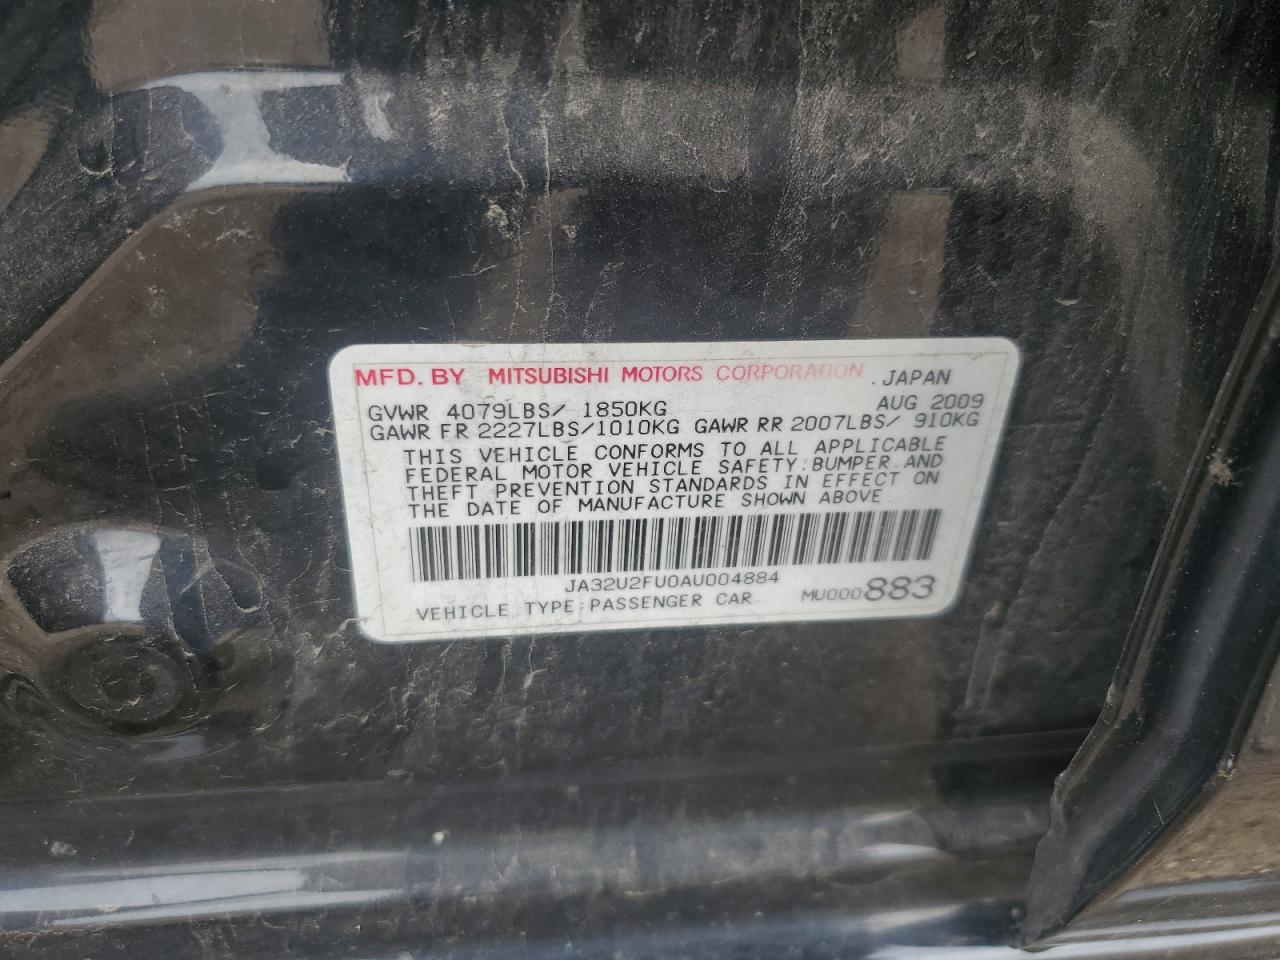 MFD. BY MITSUBISHI MOTORS CORPORATION. JAPAN
GVWR 4079LBS/ 1850KG AUG 2009
GAWR FR 2227LBS/1010KG GAWR RR 2007LBS/ 910KG
THIS VEHICLE CONFORMS TO ALL APPLICABLE
FEDERAL MOTOR VEHICLE SAFETY. BUMPER. AND
THEFT PREVENTION STANDARDS IN EFFECT ON
THE DATE OF MANUFACTURE SHOWN ABOVE.
JA32U2FU0AU004884
VEHICLE TYPE: PASSENGER CAR MU000883